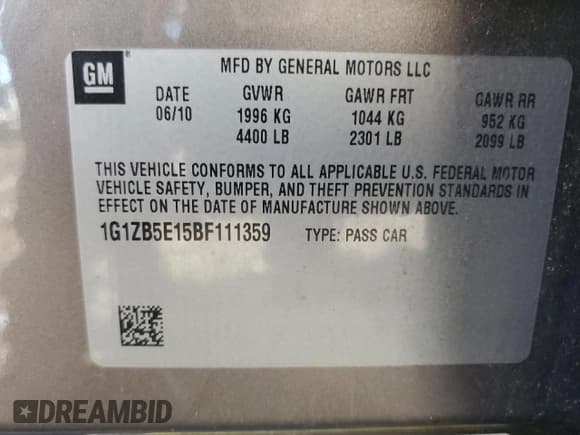 GM
MFD BY GENERAL MOTORS LLC
DATE GVWR GAWR FRT GAWR RR
06/10 1996 KG 1044 KG 952 KG
4400 LB 2301 LB 2099 LB
THIS VEHICLE CONFORMS TO ALL APPLICABLE U.S. FEDERAL MOTOR
VEHICLE SAFETY, BUMPER, AND THEFT PREVENTION STANDARDS IN
EFFECT ON THE DATE OF MANUFACTURE SHOWN ABOVE.
1G1ZB5E15BF111359 TYPE: PASS CAR
DREAMBID